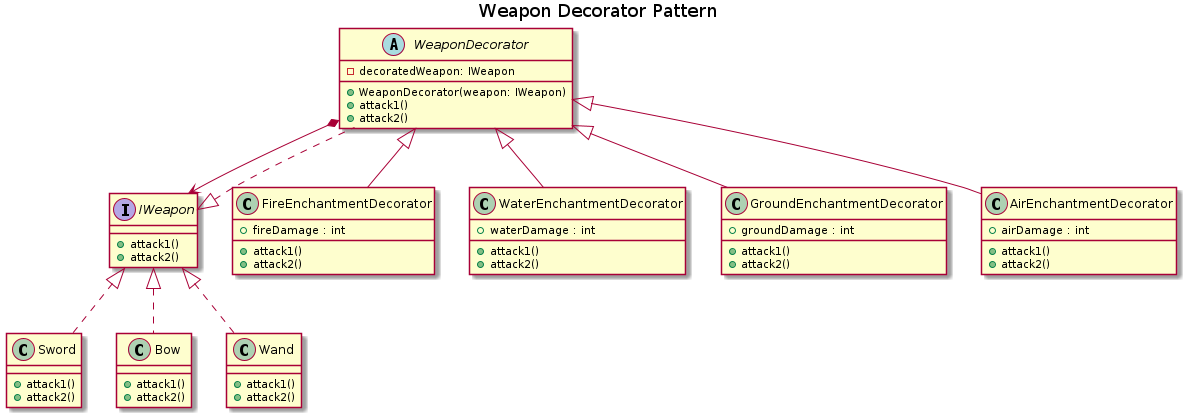 Weapon Decorator Pattern
A WeaponDecorator
decoratedWeapon: IWeapon
WeaponDecorator(weapon: IWeapon)
attack1()
attack2()
I IWeapon
attack1()
attack2()
C FireEnchantmentDecorator
fireDamage : int
attack1()
attack2()
C WaterEnchantmentDecorator
waterDamage : int
attack1()
attack2()
C GroundEnchantmentDecorator
groundDamage : int
attack1()
attack2()
C AirEnchantmentDecorator
airDamage : int
attack1()
attack2()
C Sword
attack1()
attack2()
C Bow
attack1()
attack2()
C Wand
attack1()
attack2()